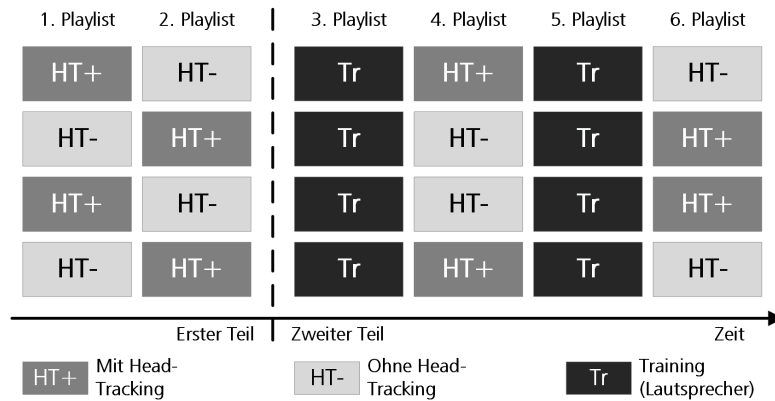 1. Playlist 2. Playlist 3. Playlist 4. Playlist 5. Playlist 6. Playlist
HT+ HT- Tr HT+ Tr HT-
HT- HT+ Tr HT- Tr HT+
HT+ HT- Tr HT- Tr HT+
HT- HT+ Tr HT+ Tr HT-
Erster Teil Zweiter Teil Zeit
HT+ Mit Head-
Tracking
HT- Ohne Head-
Tracking
Tr Training
(Lautsprecher)